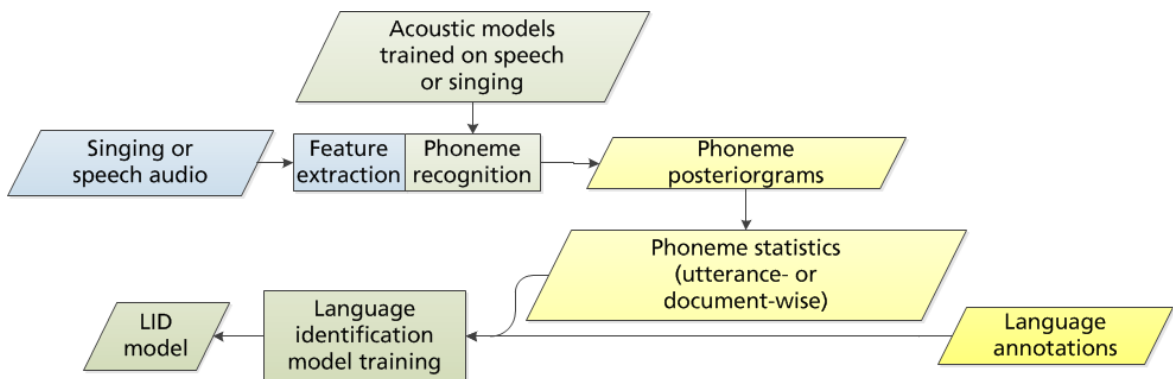 Acoustic models
trained on speech
or singing
Singing or
speech audio
Feature
extraction
Phoneme
recognition
Phoneme
posteriorgrams
Phoneme statistics
(utterance- or
document-wise)
LID
model
Language
identification
model training
Language
annotations